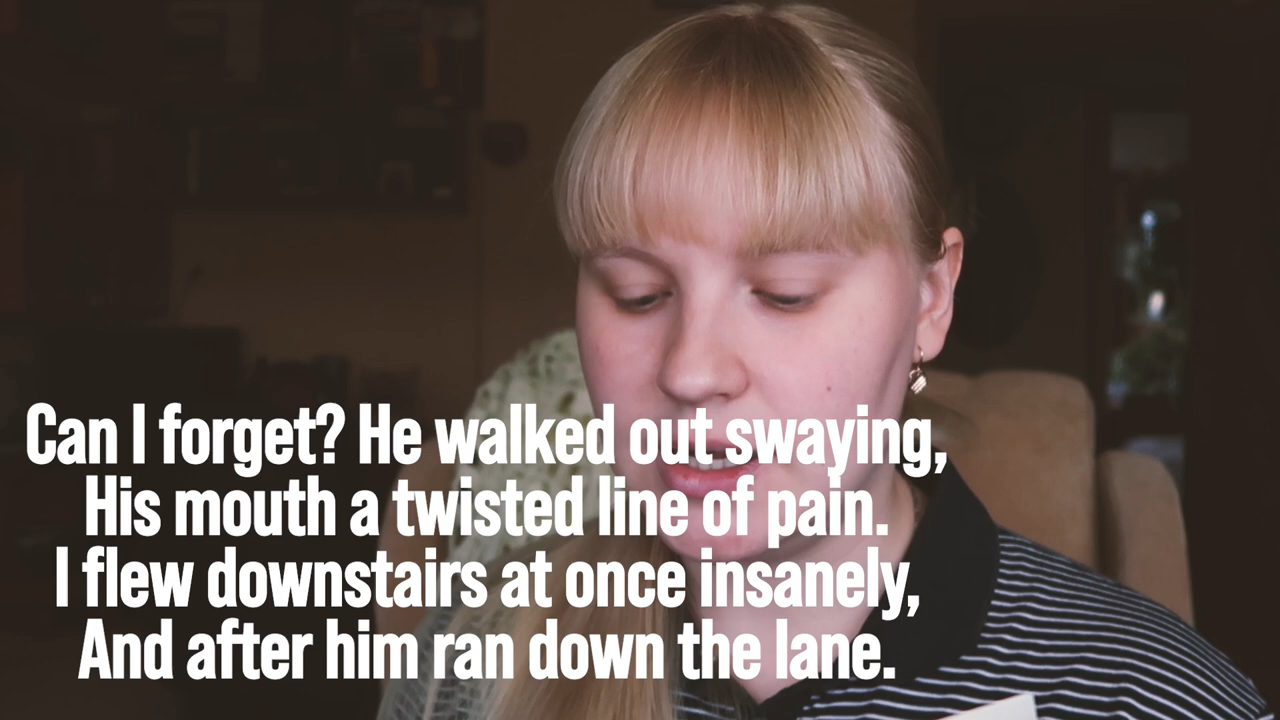 Can I forget? He walked out swaying,
His mouth a twisted line of pain.
I flew downstairs at once insanely,
And after him ran down the lane.